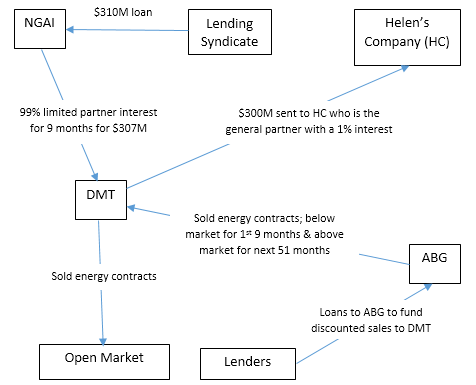 NGAI
$310M loan
Lending
Syndicate
Helen's
Company (HC)
99% limited partner interest
for 9 months for $307M
$300M sent to HC who is the
general partner with a 1% interest
DMT
Sold energy contracts; below
market for 1st 9 months & above
market for next 51 months
ABG
Sold energy contracts
Loans to ABG to fund
discounted sales to DMT
Open Market
Lenders